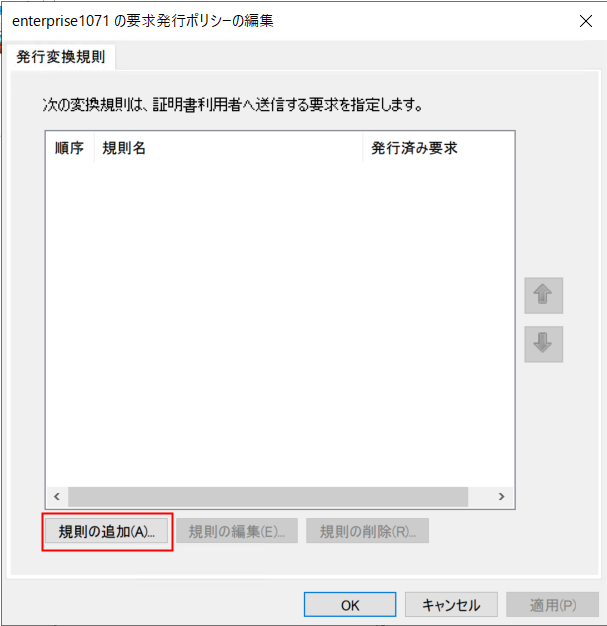 enterprise1071 の要求発行ポリシーの編集
発行変換規則
次の変換規則は、証明書利用者へ送信する要求を指定します。
順序 規則名 発行済み要求
規則の追加(A)... 規則の編集(E)... 規則の削除(R)...
OK キャンセル 適用(P)